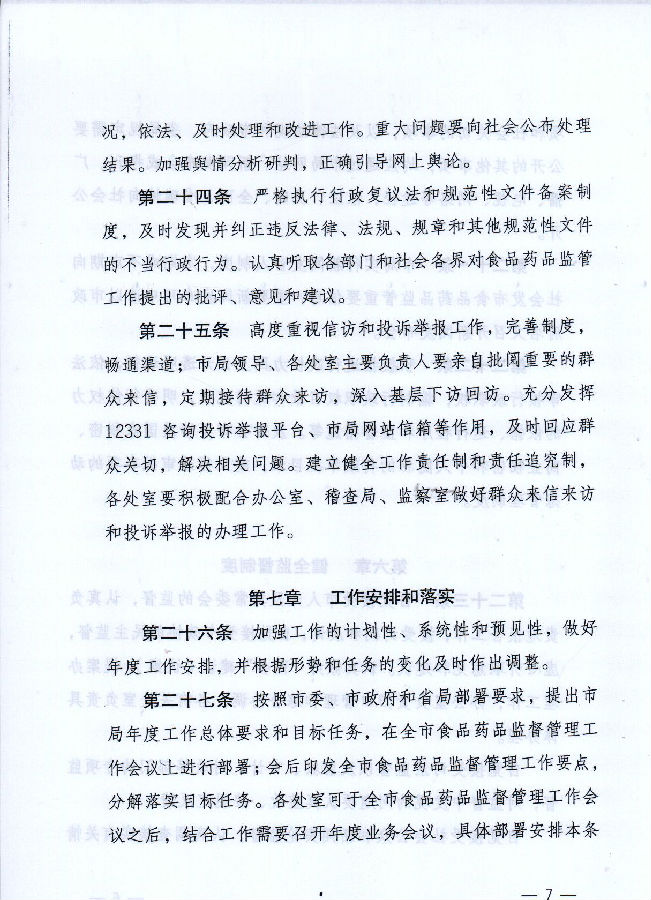 况，依法、及时处理和改进工作。重大问题要向社会公布处理
结果。加强舆情分析研判，正确引导网上舆论。
第二十四条　严格执行行政复议法和规范性文件备案制
度，及时发现并纠正违反法律、法规、规章和其他规范性文件
的不当行政行为。认真听取各部门和社会各界对食品药品监管
工作提出的批评、意见和建议。
第二十五条　高度重视信访和投诉举报工作，完善制度，
畅通渠道；市局领导、各处室主要负责人要亲自批阅重要的群
众来信，定期接待群众来访，深入基层下访回访。充分发挥
12331 咨询投诉举报平台、市局网站信箱等作用，及时回应群
众关切，解决相关问题。建立健全工作责任制和责任追究制，
各处室要积极配合办公室、稽查局、监察室做好群众来信来访
和投诉举报的办理工作。
第七章　工作安排和落实
第二十六条　加强工作的计划性、系统性和预见性，做好
年度工作安排，并根据形势和任务的变化及时作出调整。
第二十七条　按照市委、市政府和省局部署要求，提出市
局年度工作总体要求和目标任务，在全市食品药品监督管理工
作会议上进行部署；会后印发全市食品药品监督管理工作要点，
分解落实目标任务。各处室可于全市食品药品监督管理工作会
议之后，结合工作需要召开年度业务会议，具体部署安排本条
— 7 —